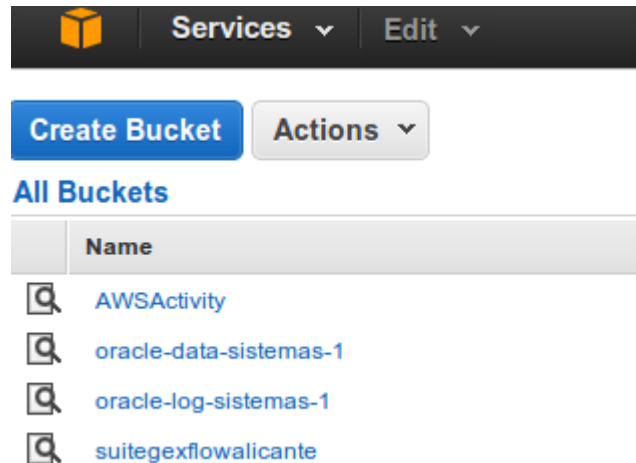 Services Edit
Create Bucket Actions
All Buckets
Name
AWSActivity
oracle-data-sistemas-1
oracle-log-sistemas-1
suitegexflowalicante